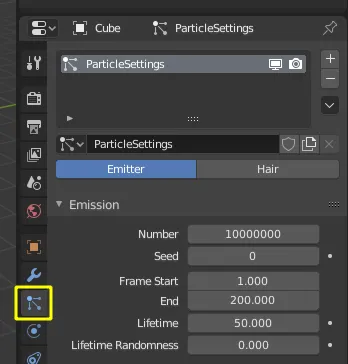 Cube ParticleSettings
ParticleSettings
ParticleSettings
Emitter Hair
Emission
Number 10000000
Seed 0
Frame Start 1.000
End 200.000
Lifetime 50.000
Lifetime Randomness 0.000